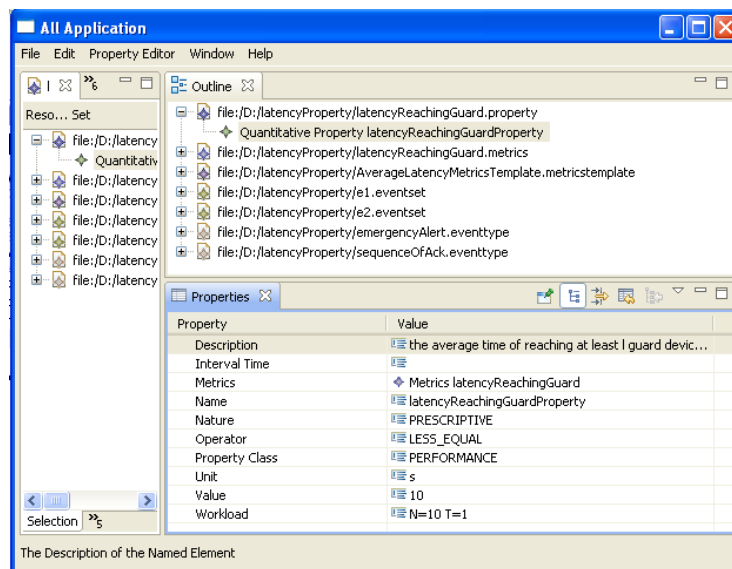 All Application
File Edit Property Editor Window Help
I
»6
Outline
Reso... Set
file:/D:/latency
Quantitativ
file:/D:/latency
file:/D:/latency
file:/D:/latency
file:/D:/latency
file:/D:/latency
file:/D:/latency
Selection »5
file:/D:/latencyProperty/latencyReachingGuard.property
Quantitative Property latencyReachingGuardProperty
file:/D:/latencyProperty/latencyReachingGuard.metrics
file:/D:/latencyProperty/AverageLatencyMetricsTemplate.metricstemplate
file:/D:/latencyProperty/e1.eventset
file:/D:/latencyProperty/e2.eventset
file:/D:/latencyProperty/emergencyAlert.eventtype
file:/D:/latencyProperty/sequenceOfAck.eventtype
Properties
Property Value
Description the average time of reaching at least l guard devic...
Interval Time
Metrics Metrics latencyReachingGuard
Name latencyReachingGuardProperty
Nature PRESCRIPTIVE
Operator LESS_EQUAL
Property Class PERFORMANCE
Unit s
Value 10
Workload N=10 T=1
The Description of the Named Element